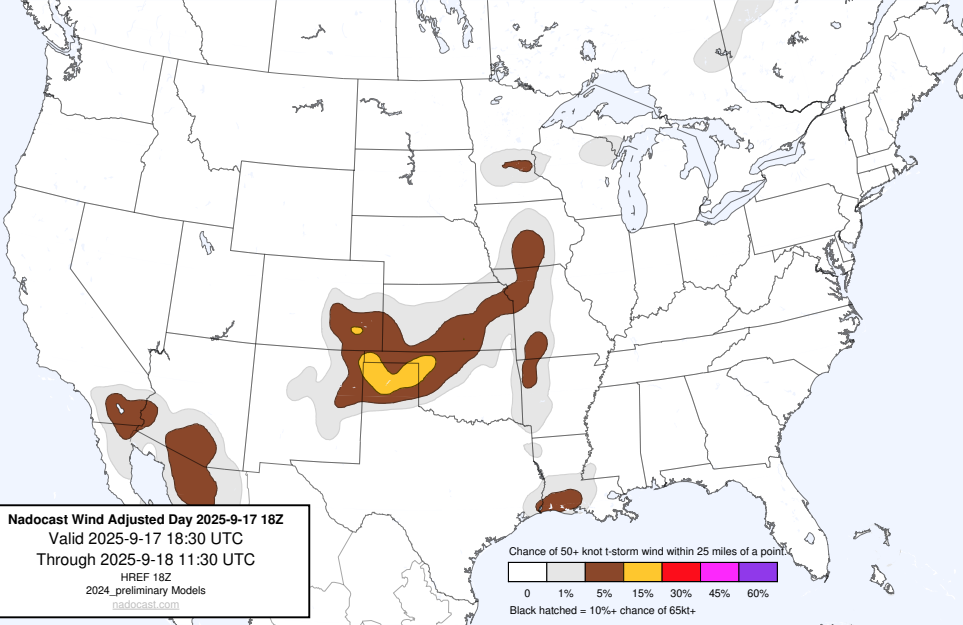 Nadocast Wind Adjusted Day 2025-9-17 18Z
Valid 2025-9-17 18:30 UTC
Through 2025-9-18 11:30 UTC
HREF 18Z
2024_preliminary Models
nadocast.com
Chance of 50+ knot t-storm wind within 25 miles of a point.
0 1% 5% 15% 30% 45% 60%
Black hatched = 10%+ chance of 65kt+